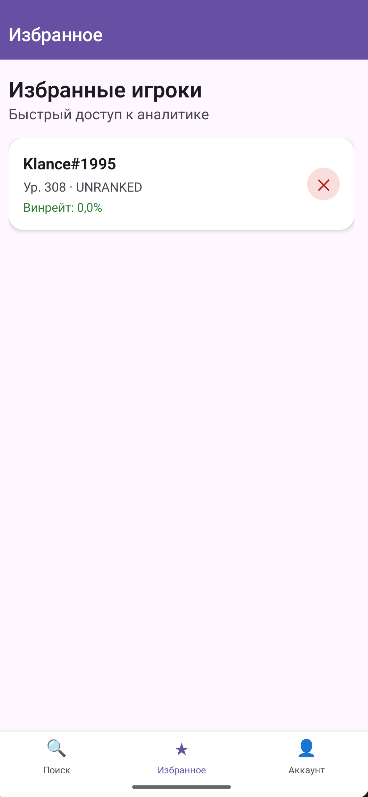 Избранное
Избранные игроки
Быстрый доступ к аналитике
Klance#1995
Ур. 308 · UNRANKED
Винрейт: 0,0%
Поиск
Избранное
Аккаунт